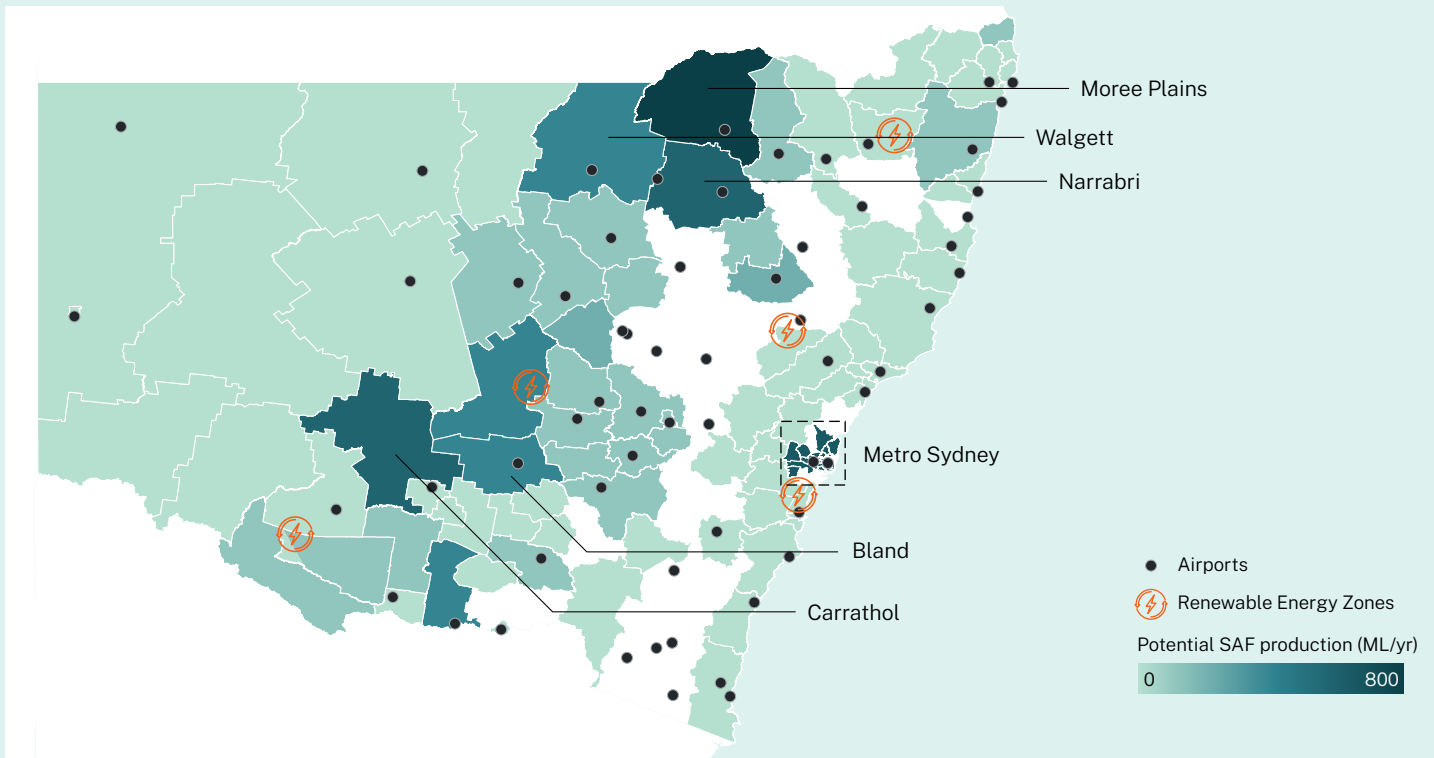 Moree Plains
Walgett
Narrabri
Metro Sydney
Bland
Carrathol
Airports
Renewable Energy Zones
Potential SAF production (ML/yr)
0 800